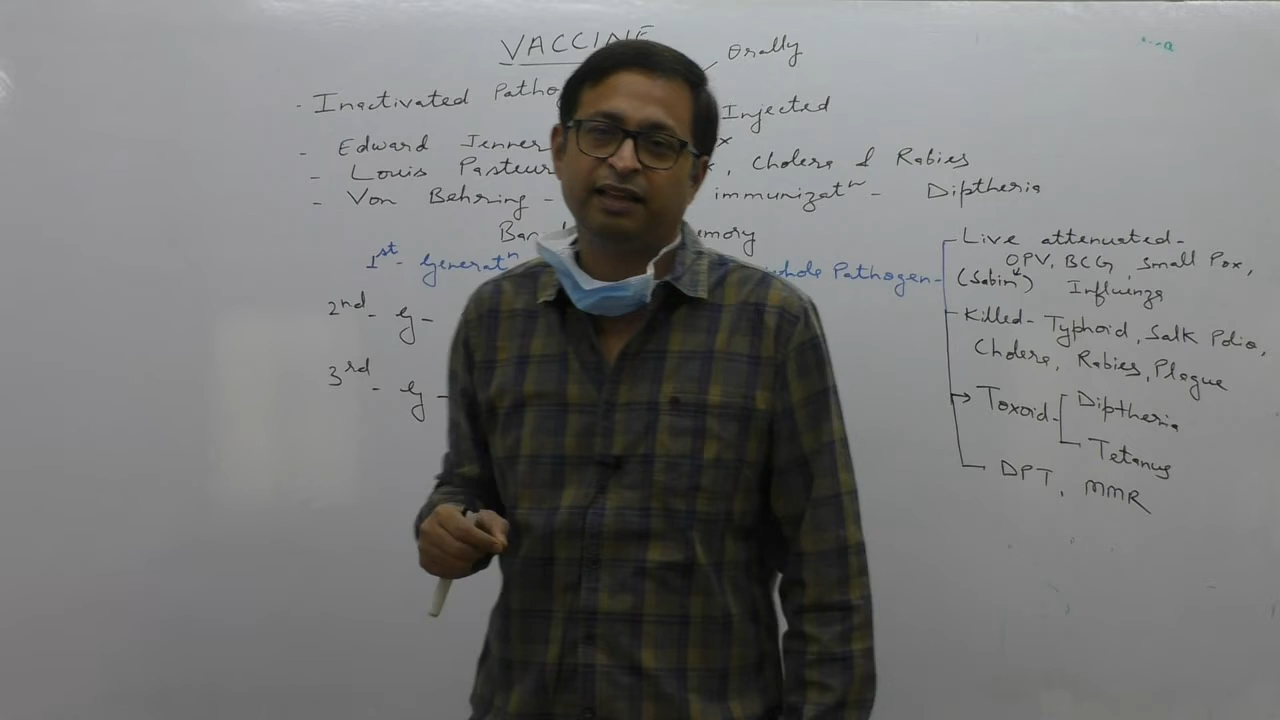 VACCINE
Orally
- Inactivated Patho
Injected
- Edward Jenner x
- Louis Pasteur , Cholera & Rabies
- Von Behring - immunizatn - Diptheria
emory
1st - Generatn whole Pathogen -
Live attenuated -
OPV, BCG, Small Pox,
(Sabin) Influenza
2nd - g -
Killed - Typhoid, Salk Polio,
Cholera, Rabies, Plague
3rd - g -
Toxoid - Diptheria
Tetanus
DPT, MMR